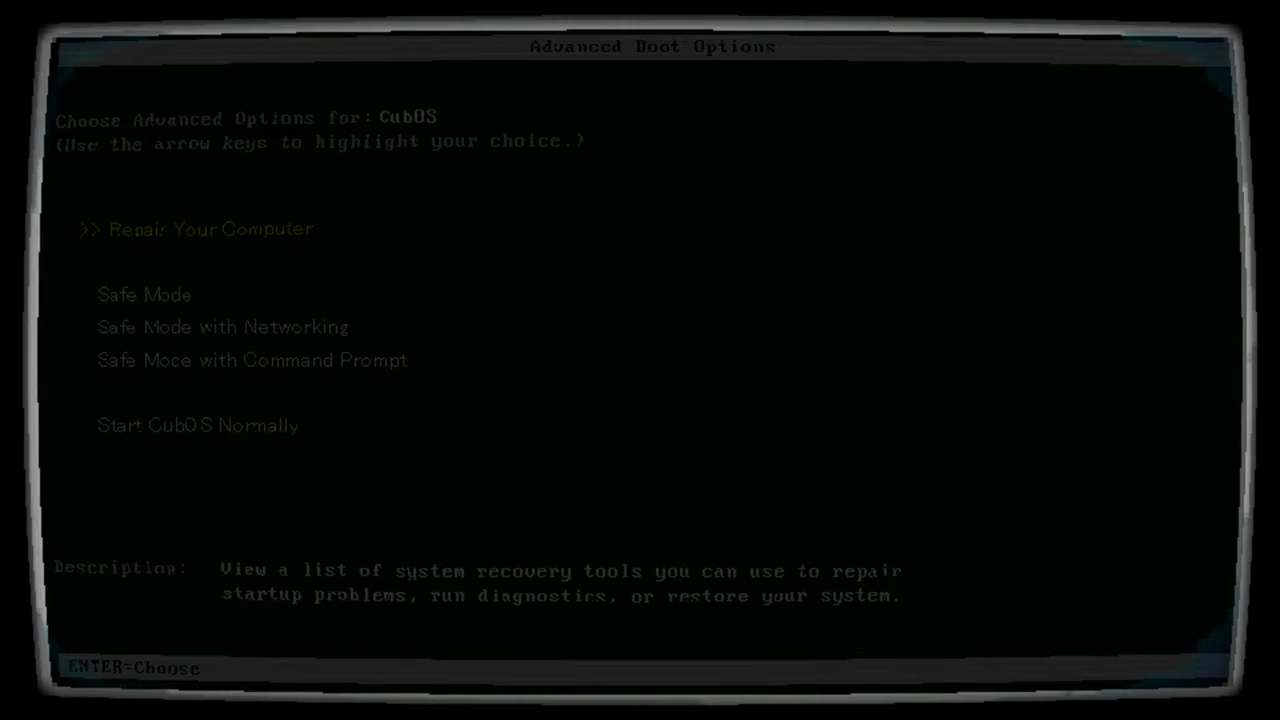 Advanced Boot Options
Choose Advanced Options for: CubOS
(Use the arrow keys to highlight your choice.)
>> Repair Your Computer
Safe Mode
Safe Mode with Networking
Safe Mode with Command Prompt
Start CubOS Normally
Description: View a list of system recovery tools you can use to repair
startup problems, run diagnostics, or restore your system.
ENTER=Choose